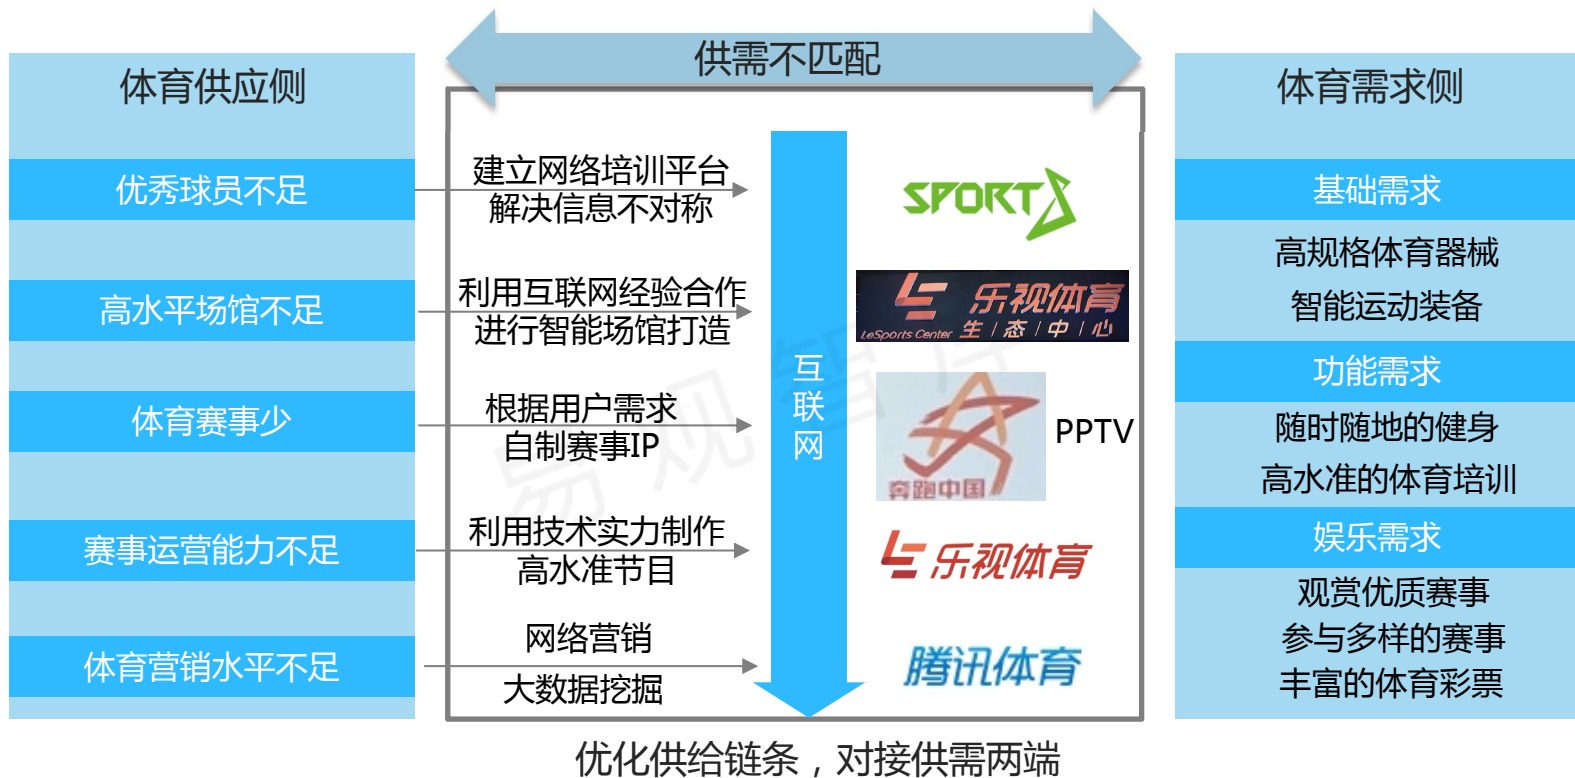 供需不匹配
体育供应侧
优秀球员不足
高水平场馆不足
体育赛事少
赛事运营能力不足
体育营销水平不足
建立网络培训平台
解决信息不对称
利用互联网经验合作
进行智能场馆打造
根据用户需求
自制赛事IP
利用技术实力制作
高水准节目
网络营销
大数据挖掘
互联网
SPORT8
乐视体育
LeSports Center 生/态/中/心
奔跑中国
PPTV
乐视体育
腾讯体育
体育需求侧
基础需求
高规格体育器械
智能运动装备
功能需求
随时随地的健身
高水准的体育培训
娱乐需求
观赏优质赛事
参与多样的赛事
丰富的体育彩票
优化供给链条，对接供需两端
易观智库